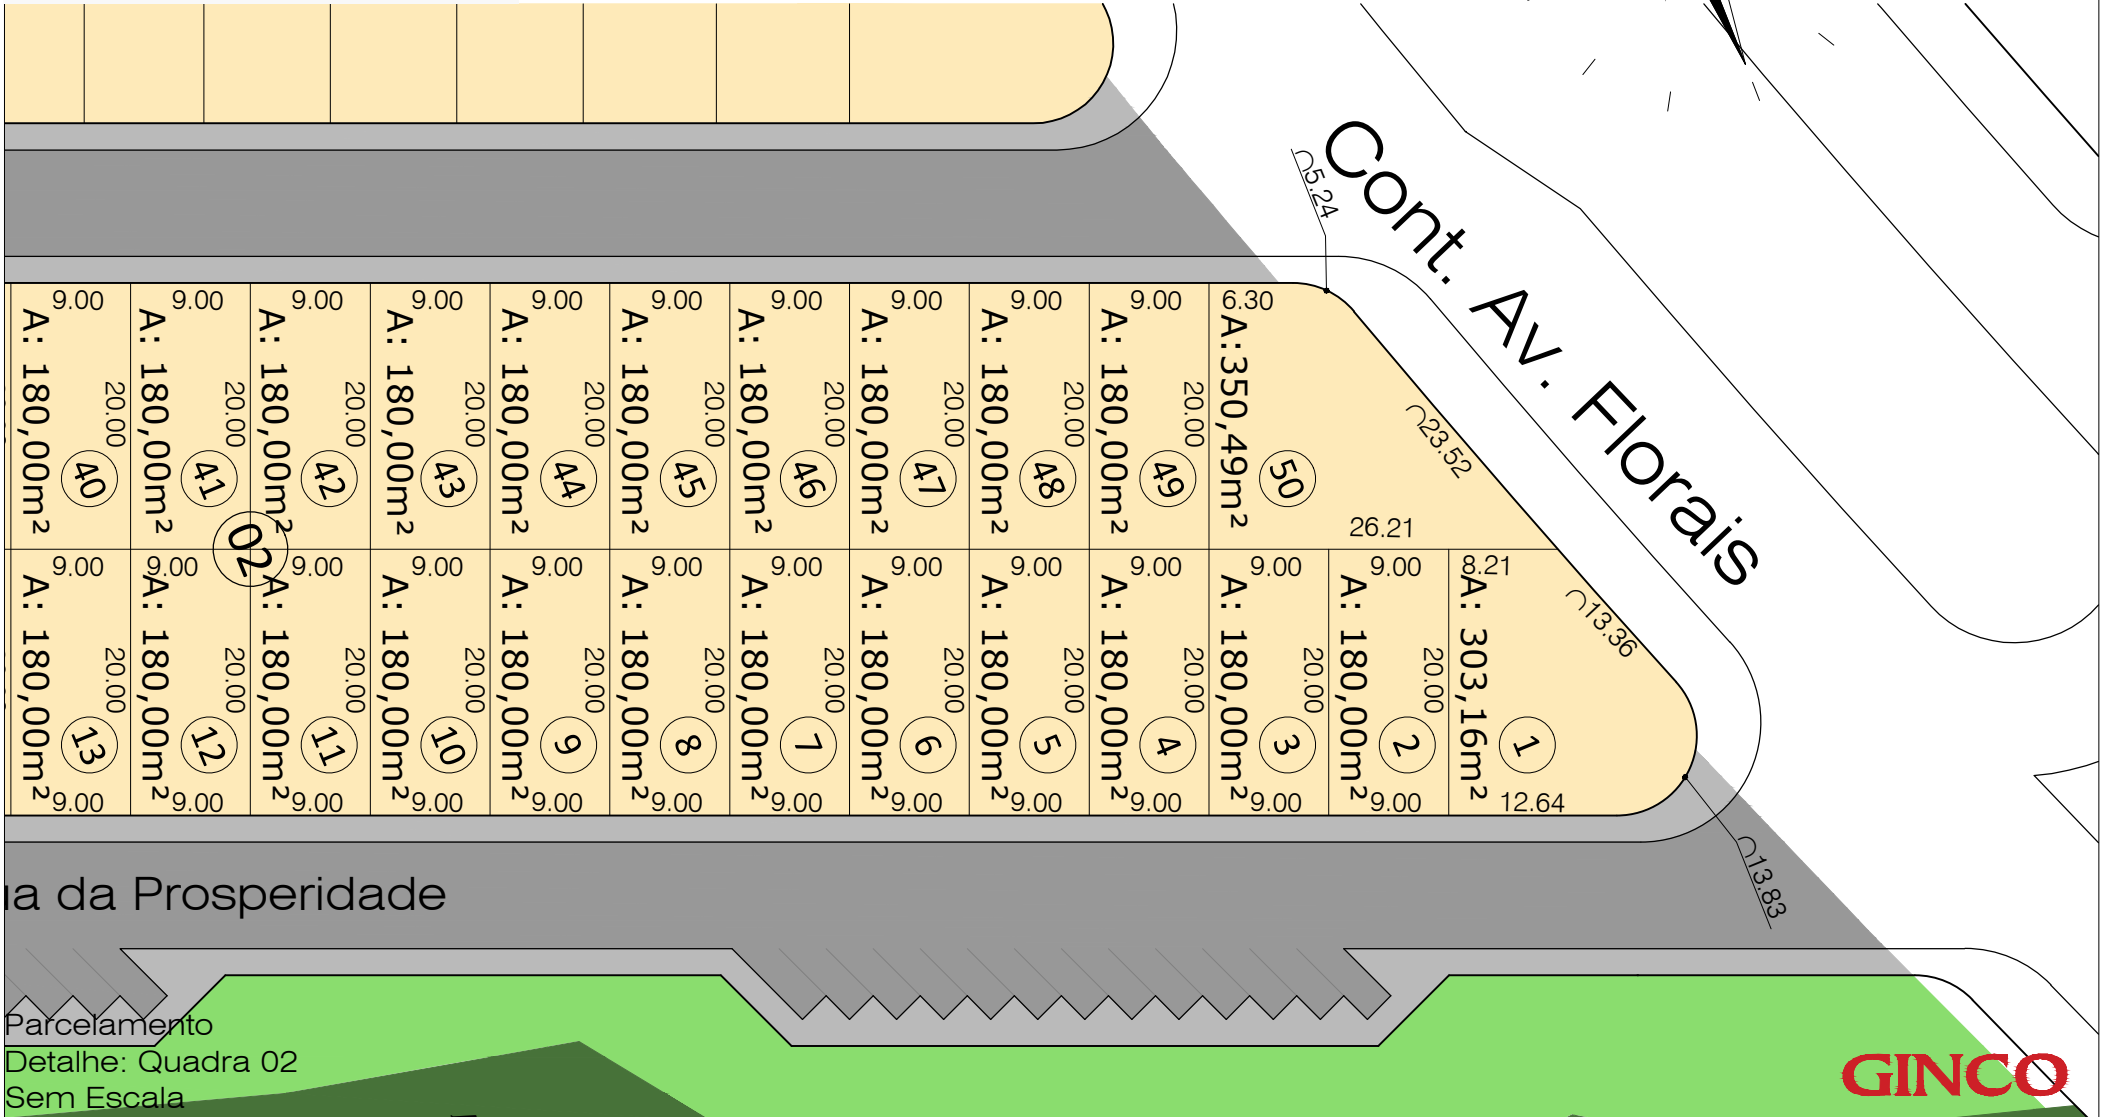 Cont. Av. Florais
5.24
9.00 9.00 9.00 9.00 9.00 9.00 9.00 9.00 9.00 9.00 6.30
A: 180,00m² A: 180,00m² A: 180,00m² A: 180,00m² A: 180,00m² A: 180,00m² A: 180,00m² A: 180,00m² A: 180,00m² A: 180,00m² A:350,49m²
20.00 20.00 20.00 20.00 20.00 20.00 20.00 20.00 20.00 20.00
23.52
40 41 42 43 44 45 46 47 48 49 50
26.21
02
9.00 9.00 9.00 9.00 9.00 9.00 9.00 9.00 9.00 9.00 9.00 9.00 8.21
A: 180,00m² A: 180,00m² A: 180,00m² A: 180,00m² A: 180,00m² A: 180,00m² A: 180,00m² A: 180,00m² A: 180,00m² A: 180,00m² A: 180,00m² A: 180,00m² A: 303,16m²
20.00 20.00 20.00 20.00 20.00 20.00 20.00 20.00 20.00 20.00 20.00 20.00
13.36
13 12 11 10 9 8 7 6 5 4 3 2 1
9.00 9.00 9.00 9.00 9.00 9.00 9.00 9.00 9.00 9.00 9.00 9.00 12.64
13.83
da Prosperidade
Parcelamento
Detalhe: Quadra 02
Sem Escala
GINCO